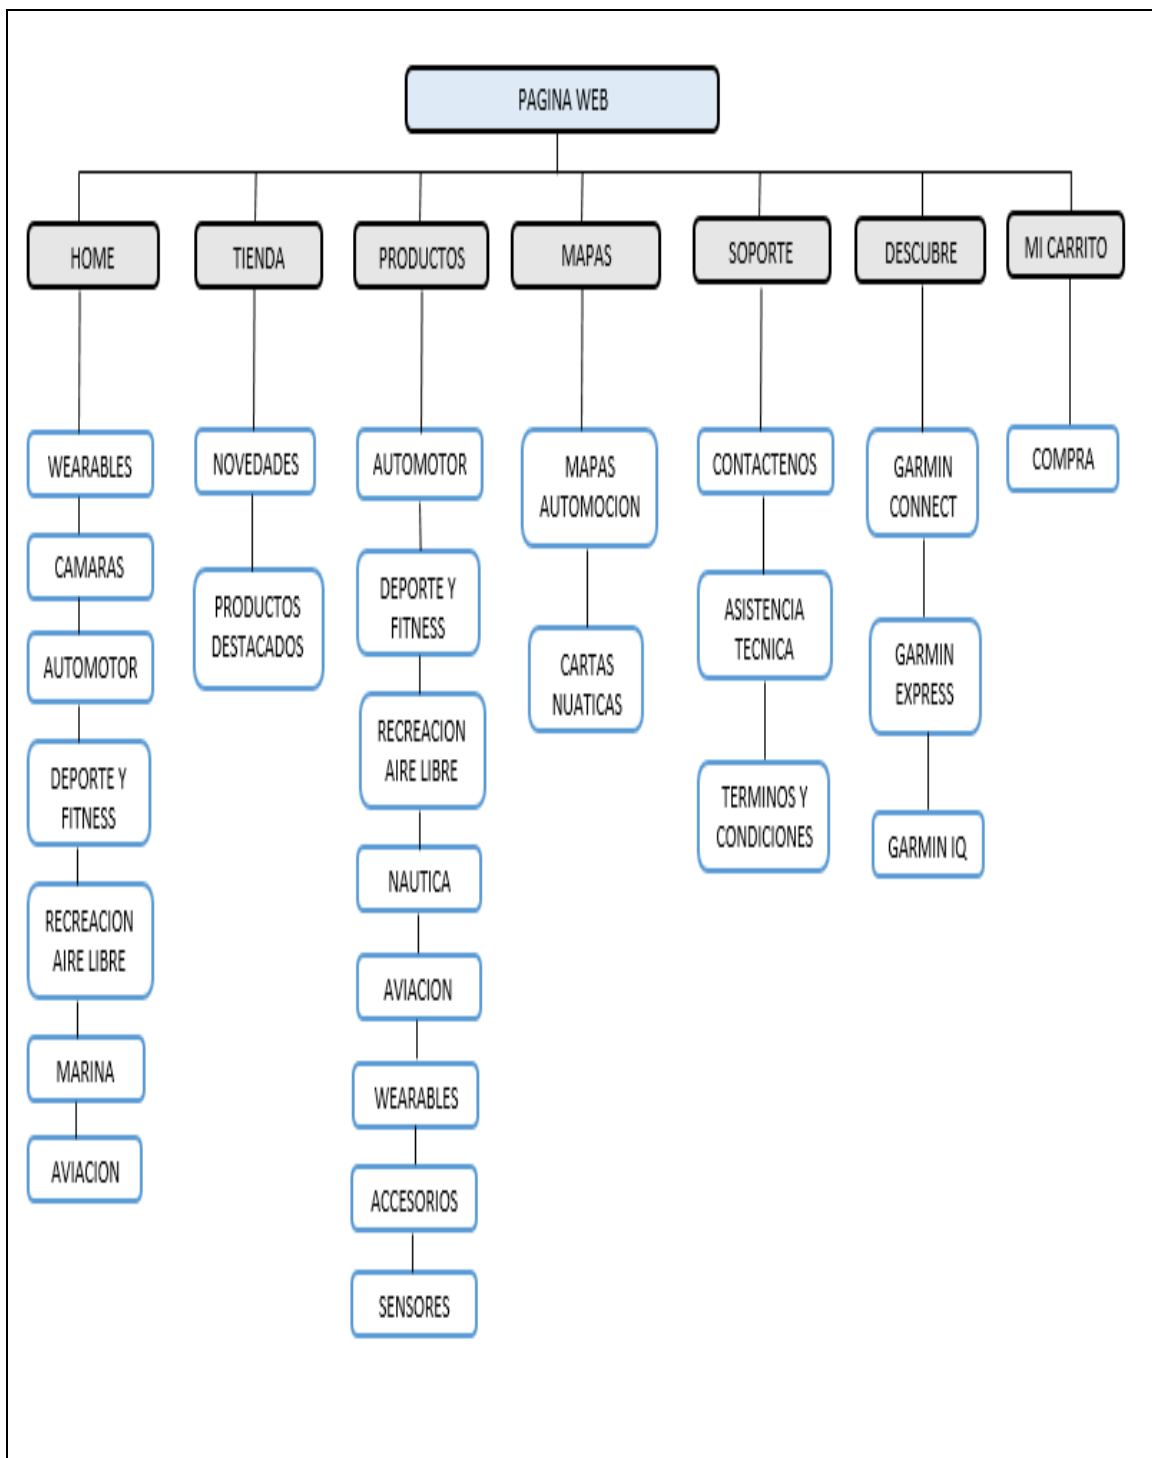 PAGINA WEB
HOME
TIENDA
PRODUCTOS
MAPAS
SOPORTE
DESCUBRE
MI CARRITO
WEARABLES
CAMARAS
AUTOMOTOR
DEPORTE Y
FITNESS
RECREACION
AIRE LIBRE
MARINA
AVIACION
NOVEDADES
PRODUCTOS
DESTACADOS
AUTOMOTOR
DEPORTE Y
FITNESS
RECREACION
AIRE LIBRE
NAUTICA
AVIACION
WEARABLES
ACCESORIOS
SENSORES
MAPAS
AUTOMOCION
CARTAS
NUATICAS
CONTACTENOS
ASISTENCIA
TECNICA
TERMINOS Y
CONDICIONES
GARMIN
CONNECT
GARMIN
EXPRESS
GARMIN IQ
COMPRA